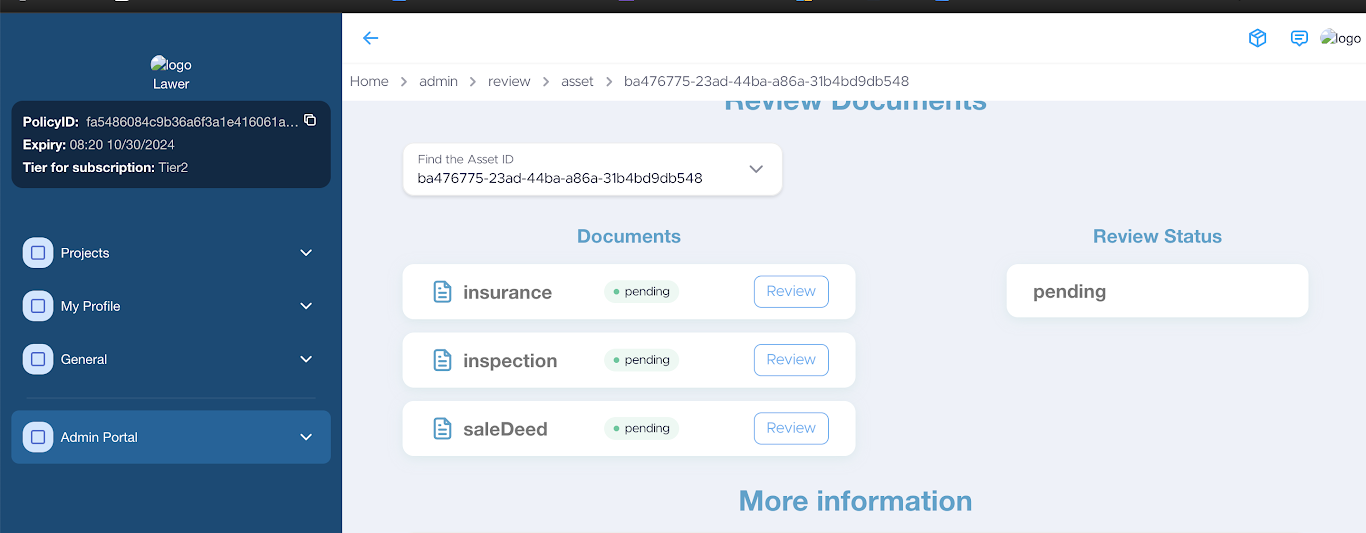 logo
Lawer
PolicyID: fa5486084c9b36a6f3a1e416061a...
Expiry: 08:20 10/30/2024
Tier for subscription: Tier2
Projects
My Profile
General
Admin Portal
logo
Home > admin > review > asset > ba476775-23ad-44ba-a86a-31b4bd9db548
Review Documents
Find the Asset ID
ba476775-23ad-44ba-a86a-31b4bd9db548
Documents
insurance pending Review
inspection pending Review
saleDeed pending Review
Review Status
pending
More information